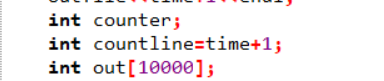 int counter;
int countline=time+1;
int out[10000];